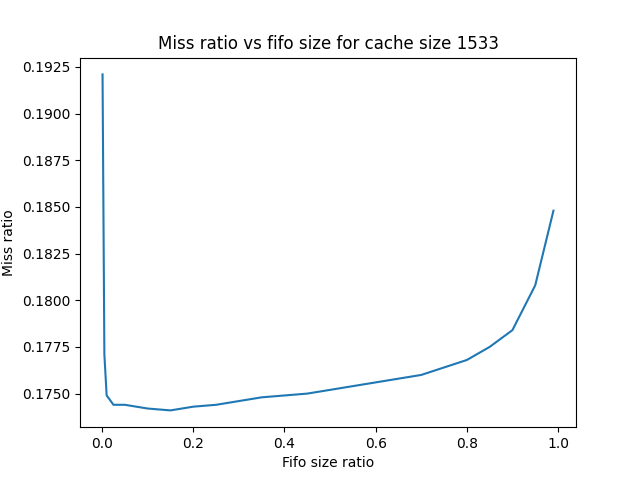 Miss ratio vs fifo size for cache size 1533
0.1925
0.1900
0.1875
0.1850
0.1825
0.1800
0.1775
0.1750
Miss ratio
0.0 0.2 0.4 0.6 0.8 1.0
Fifo size ratio